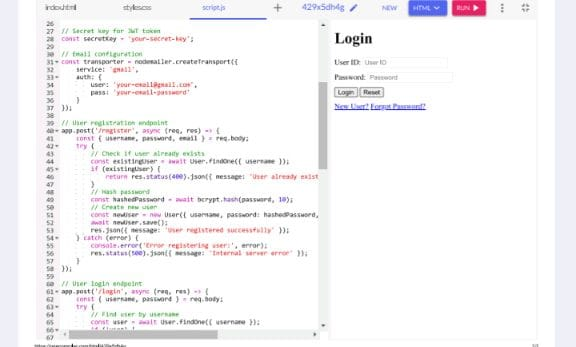 index.html stylescss script.js + 429x5dh4g NEW HTML RUN
26
27 // Secret key for JWT token
28 const secretKey = 'your-secret-key';
29
30 // Email configuration
31 const transporter = nodemailer.createTransport({
32 service: 'gmail',
33 auth: {
34 user: 'your-email@gmail.com',
35 pass: 'your-email-password'
36 }
37 });
38
39 // User registration endpoint
40 app.post('/register', async (req, res) => {
41 const { username, password, email } = req.body;
42 try {
43 // Check if user already exists
44 const existingUser = await User.findOne({ username });
45 if (existingUser) {
46 return res.status(400).json({ message: 'User already exist
47 }
48 // Hash password
49 const hashedPassword = await bcrypt.hash(password, 10);
50 // Create new user
51 const newUser = new User({ username, password: hashedPassword,
52 await newUser.save();
53 res.json({ message: 'User registered successfully' });
54 } catch (error) {
55 console.error('Error registering user:', error);
56 res.status(500).json({ message: 'Internal server error' });
57 }
58 });
59
60 // User login endpoint
61 app.post('/login', async (req, res) => {
62 const { username, password } = req.body;
63 try {
64 // Find user by username
65 const user = await User.findOne({ username });
66
67
Login
User ID: User ID
Password: Password
Login Reset
New User? Forgot Password?